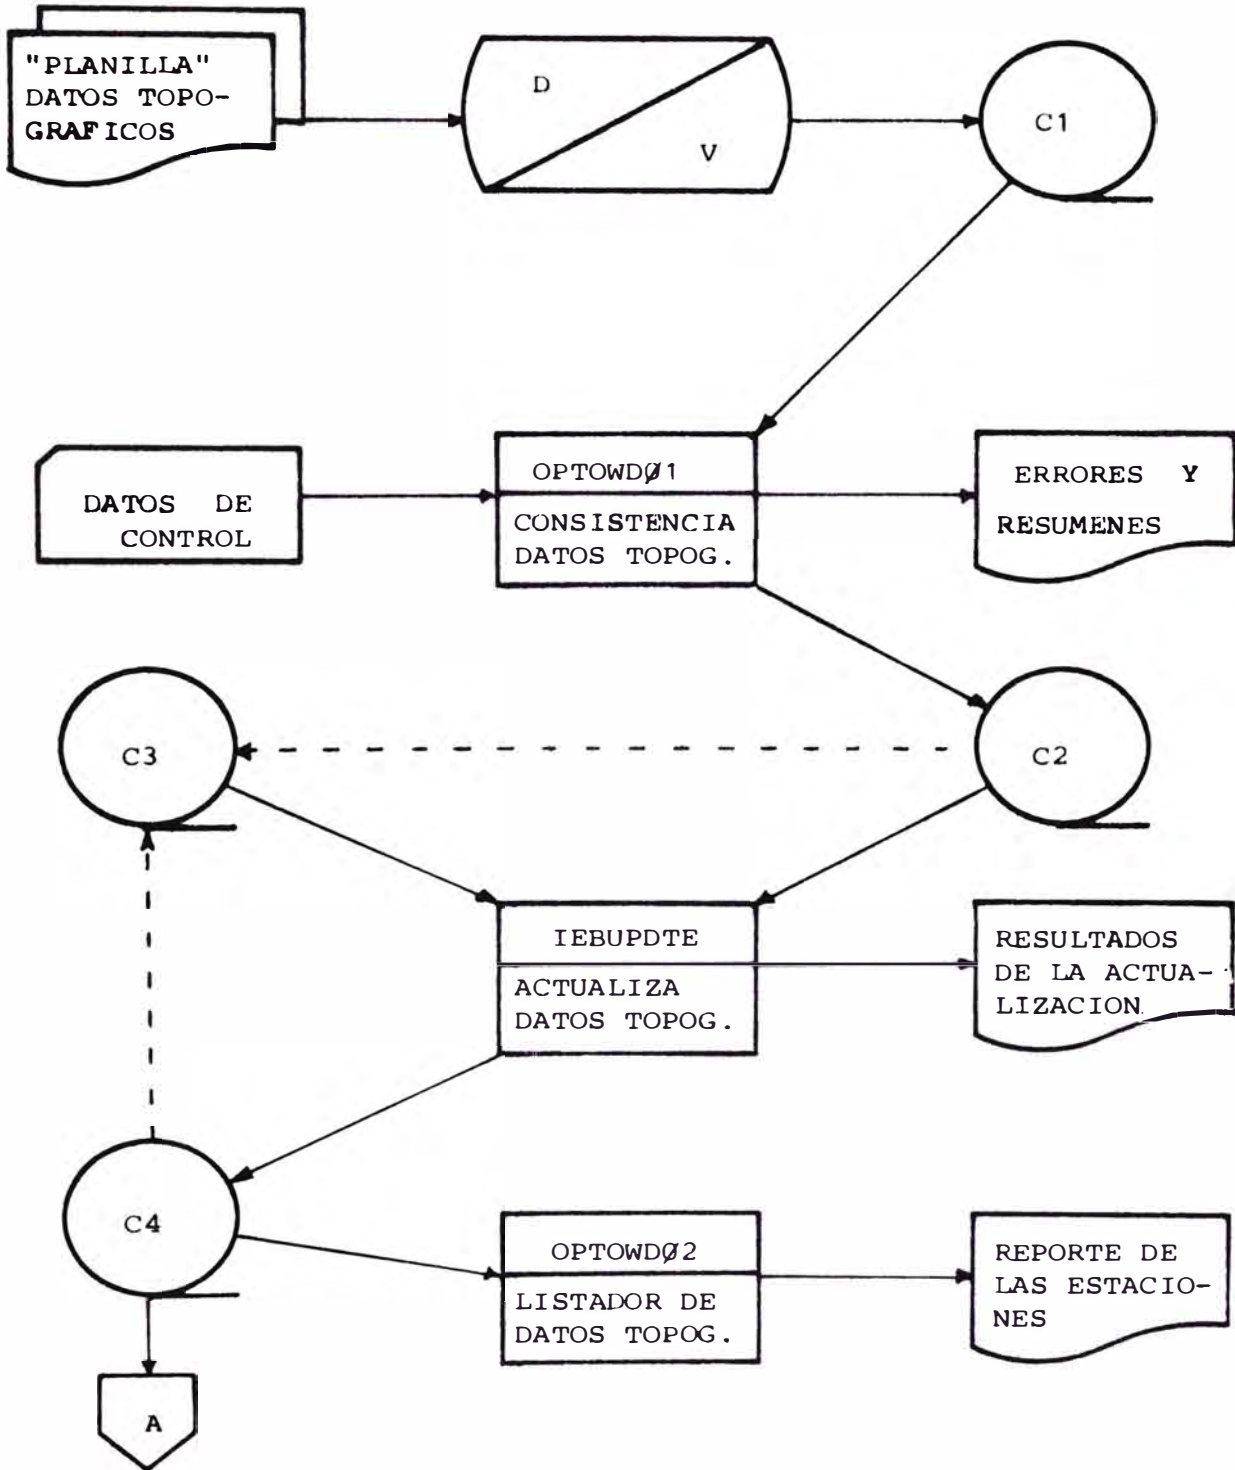 "PLANILLA"
DATOS TOPO-
GRAFICOS
D
V
C1
DATOS DE
CONTROL
OPTOWDØ1
CONSISTENCIA
DATOS TOPOG.
ERRORES Y
RESUMENES
C3
C2
IEBUPDTE
ACTUALIZA
DATOS TOPOG.
RESULTADOS
DE LA ACTUA-
LIZACION
C4
OPTOWDØ2
LISTADOR DE
DATOS TOPOG.
REPORTE DE
LAS ESTACIO-
NES
A